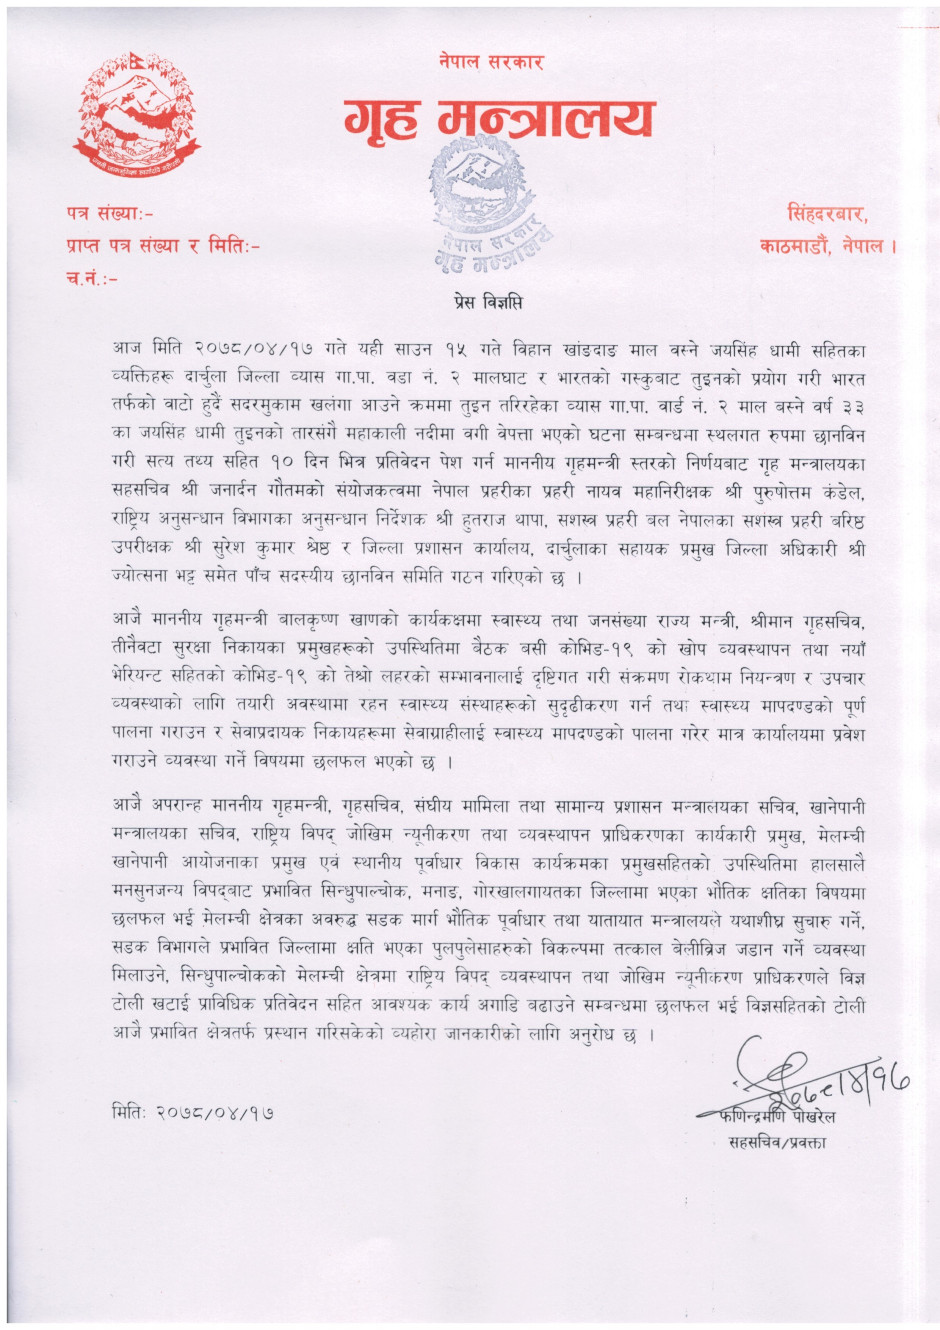 नेपाल सरकार
गृह मन्त्रालय
नेपाल सरकार
गृह मन्त्रालय
पत्र संख्या:-
प्राप्त पत्र संख्या र मिति:-
च.नं.:-
सिंहदरबार,
काठमाडौं, नेपाल ।
प्रेस विज्ञप्ति
आज मिति २०७८/०४/१७ गते यही साउन १५ गते विहान खांडदाङ माल वस्ने जयसिंह धामी सहितका
व्यक्तिहरू दार्चुला जिल्ला व्यास गा.पा. वडा नं. २ मालघाट र भारतको गस्कुबाट तुइनको प्रयोग गरी भारत
तर्फको वाटो हुदैं सदरमुकाम खलंगा आउने क्रममा तुइन तरिरहेका व्यास गा.पा. वार्ड नं. २ माल बस्ने वर्ष ३३
का जयसिंह धामी तुइनको तारसंगै महाकाली नदीमा वगी वेपत्ता भएको घटना सम्बन्धमा स्थलगत रुपमा छानविन
गरी सत्य तथ्य सहित १० दिन भित्र प्रतिवेदन पेश गर्न माननीय गृहमन्त्री स्तरको निर्णयबाट गृह मन्त्रालयका
सहसचिव श्री जनार्दन गौतमको संयोजकत्वमा नेपाल प्रहरीका प्रहरी नायव महानिरीक्षक श्री पुरुषोत्तम कंडेल,
राष्ट्रिय अनुसन्धान विभागका अनुसन्धान निर्देशक श्री हुतराज थापा, सशस्त्र प्रहरी बल नेपालका सशस्त्र प्रहरी बरिष्ठ
उपरीक्षक श्री सुरेश कुमार श्रेष्ठ र जिल्ला प्रशासन कार्यालय, दार्चुलाका सहायक प्रमुख जिल्ला अधिकारी श्री
ज्योत्सना भट्ट समेत पाँच सदस्यीय छानविन समिति गठन गरिएको छ ।
आजै माननीय गृहमन्त्री बालकृष्ण खाणको कार्यकक्षमा स्वास्थ्य तथा जनसंख्या राज्य मन्त्री, श्रीमान गृहसचिव,
तीनैवटा सुरक्षा निकायका प्रमुखहरूको उपस्थितिमा बैठक बसी कोभिड-१९ को खोप व्यवस्थापन तथा नयाँ
भेरियन्ट सहितको कोभिड-१९ को तेश्रो लहरको सम्भावनालाई दृष्टिगत गरी संक्रमण रोकथाम नियन्त्रण र उपचार
व्यवस्थाको लागि तयारी अवस्थामा रहन स्वास्थ्य संस्थाहरूको सुदृढीकरण गर्न तथा स्वास्थ्य मापदण्डको पूर्ण
पालना गराउन र सेवाप्रदायक निकायहरूमा सेवाग्राहीलाई स्वास्थ्य मापदण्डको पालना गरेर मात्र कार्यालयमा प्रवेश
गराउने व्यवस्था गर्ने विषयमा छलफल भएको छ ।
आजै अपरान्ह माननीय गृहमन्त्री, गृहसचिव, संघीय मामिला तथा सामान्य प्रशासन मन्त्रालयका सचिव, खानेपानी
मन्त्रालयका सचिव, राष्ट्रिय विपद् जोखिम न्यूनीकरण तथा व्यवस्थापन प्राधिकरणका कार्यकारी प्रमुख, मेलम्ची
खानेपानी आयोजनाका प्रमुख एवं स्थानीय पूर्वाधार विकास कार्यक्रमका प्रमुखसहितको उपस्थितिमा हालसालै
मनसुनजन्य विपद्बाट प्रभावित सिन्धुपाल्चोक, मनाङ, गोरखालगायतका जिल्लामा भएका भौतिक क्षतिका विषयमा
छलफल भई मेलम्ची क्षेत्रका अवरुद्ध सडक मार्ग भौतिक पूर्वाधार तथा यातायात मन्त्रालयले यथाशीघ्र सुचारु गर्ने,
सडक विभागले प्रभावित जिल्लामा क्षति भएका पुलपुलेसाहरुको विकल्पमा तत्काल बेलीब्रिज जडान गर्ने व्यवस्था
मिलाउने, सिन्धुपाल्चोकको मेलम्ची क्षेत्रमा राष्ट्रिय विपद् व्यवस्थापन तथा जोखिम न्यूनीकरण प्राधिकरणले विज्ञ
टोली खटाई प्राविधिक प्रतिवेदन सहित आवश्यक कार्य अगाडि बढाउने सम्बन्धमा छलफल भई विज्ञसहितको टोली
आजै प्रभावित क्षेत्रतर्फ प्रस्थान गरिसकेको व्यहोरा जानकारीको लागि अनुरोध छ ।
मिति: २०७८/०४/१७
२०७८/४/१७
फणिन्द्रमणि पोखरेल
सहसचिव/प्रवक्ता